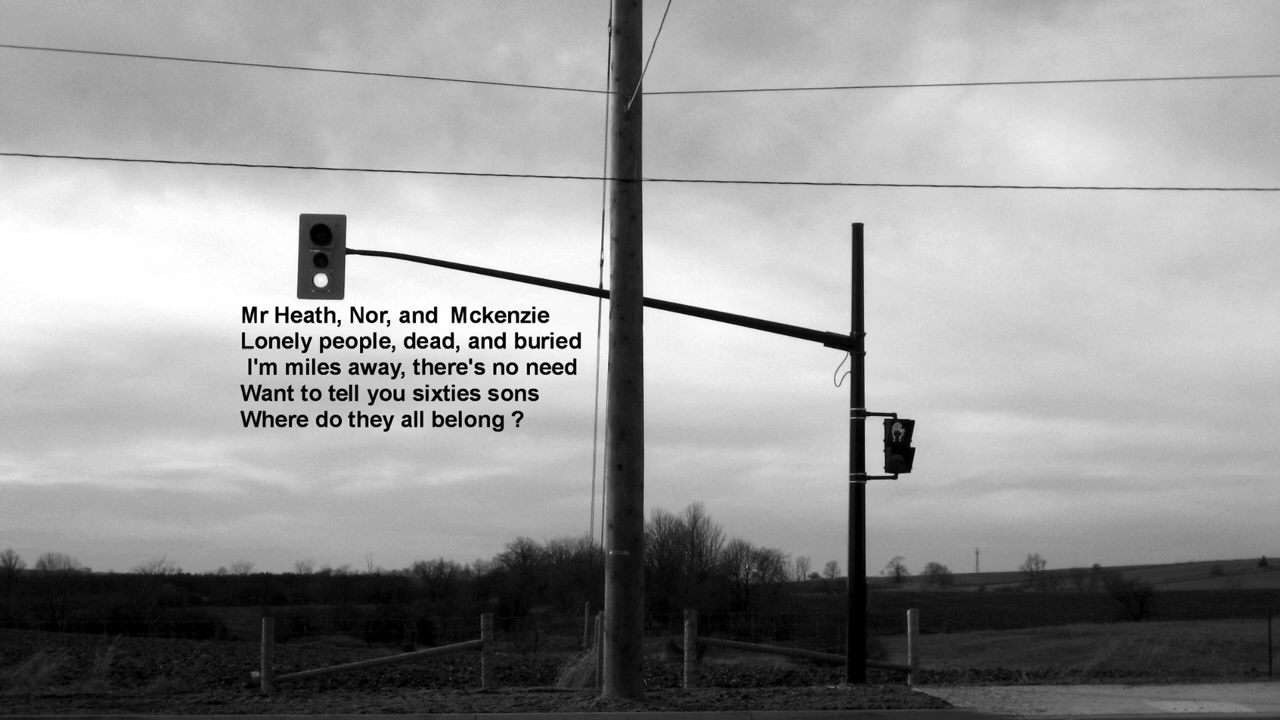 Mr Heath, Nor, and  Mckenzie
Lonely people, dead, and buried
I'm miles away, there's no need
Want to tell you sixties sons
Where do they all belong ?